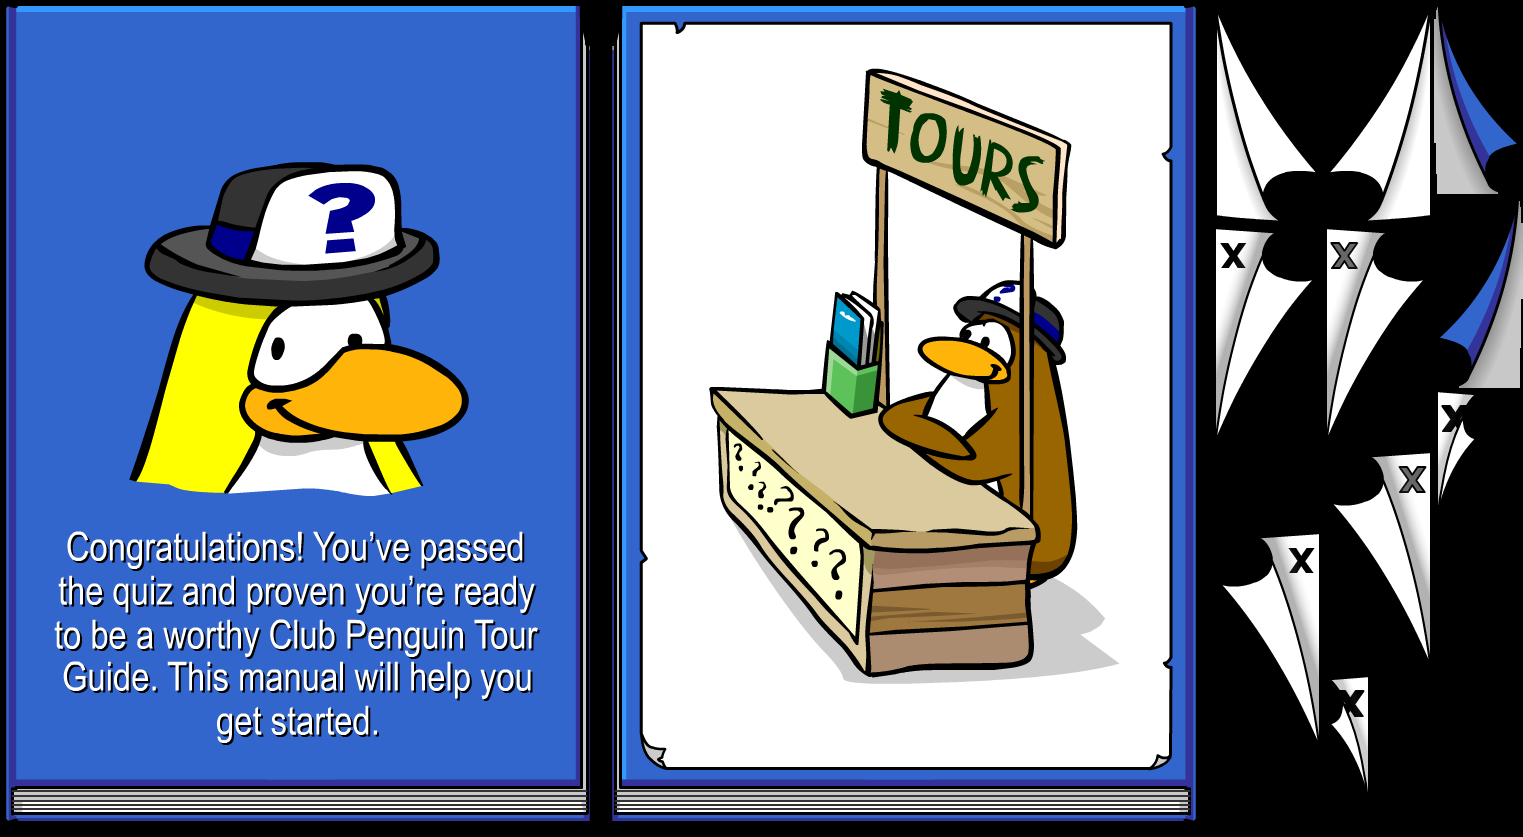 ?
Congratulations! You've passed
the quiz and proven you're ready
to be a worthy Club Penguin Tour
Guide. This manual will help you
get started.
TOURS
?
? ? ? ? ? ? ? ?
X X
X
X
X
X